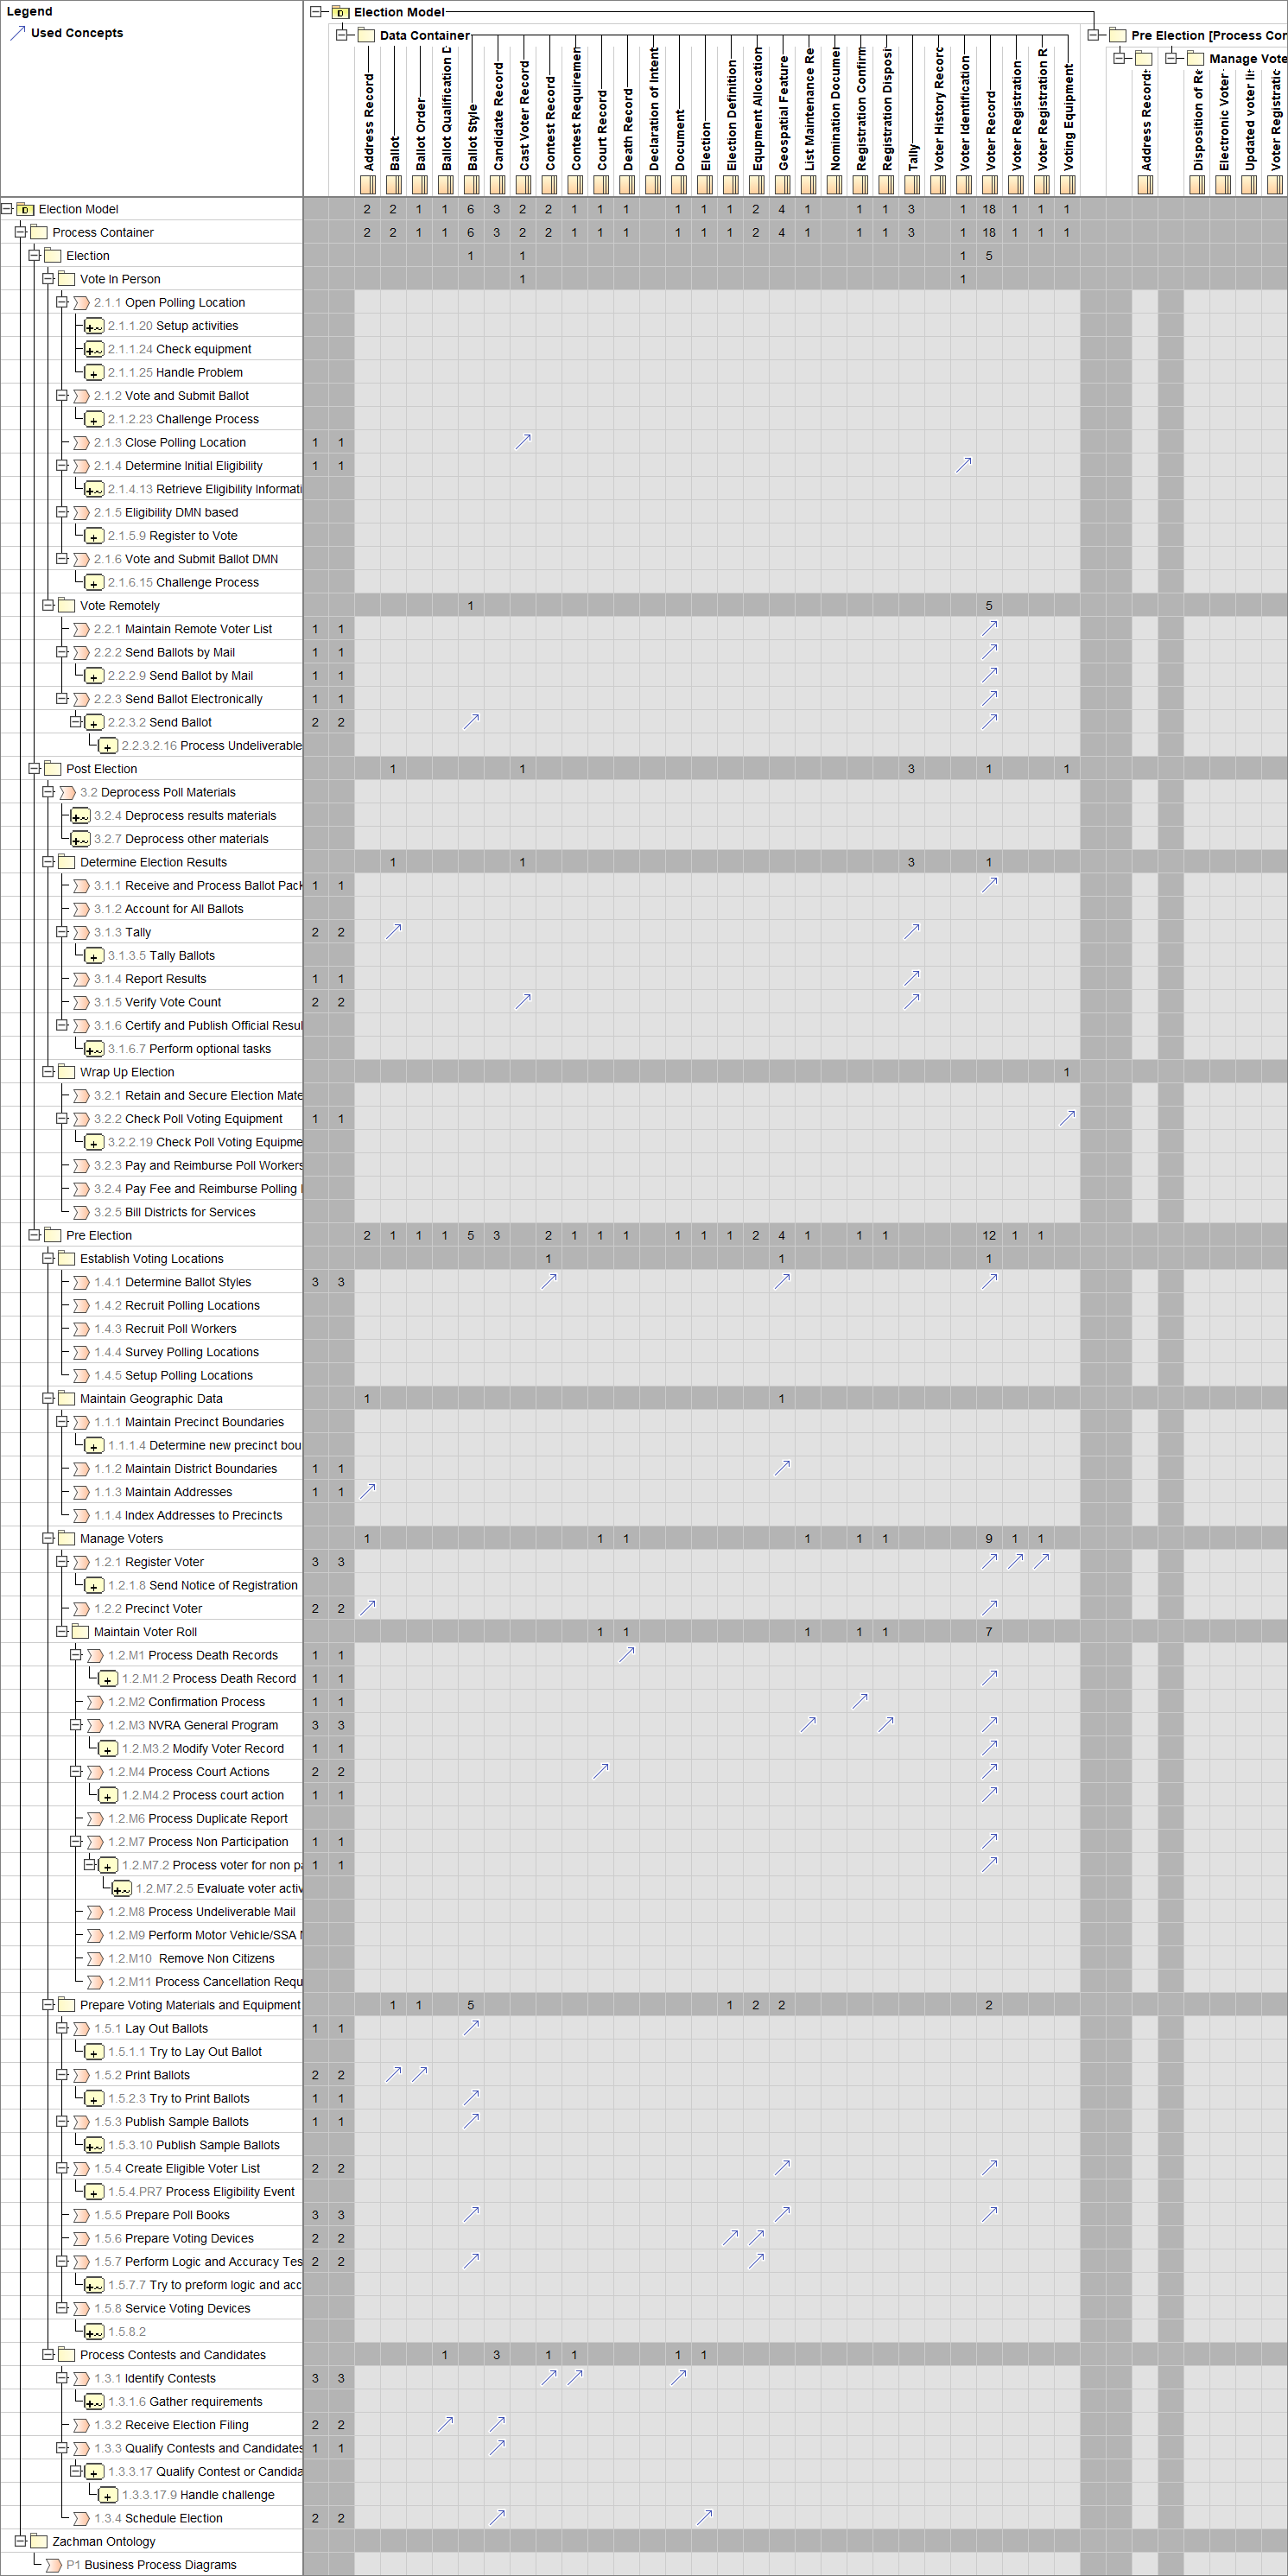 Legend
Used Concepts
Election Model
Data Container
Pre Election [Process Cor
Manage Vote
Address Record
Ballot
Ballot Order
Ballot Qualification D
Ballot Style
Candidate Record
Cast Voter Record
Contest Record
Contest Requiremen
Court Record
Death Record
Declaration of Intent
Document
Election
Election Definition
Equpment Allocation
Geospatial Feature
List Maintenance Re
Nomination Documer
Registration Confirm
Registration Disposi
Tally
Voter History Record
Voter Identification
Voter Record
Voter Registration
Voter Registration R
Voting Equipment
Address Record
Disposition of Re
Electronic Voter
Updated voter li
Voter Registratic
Election Model 2 2 1 1 6 3 2 2 1 1 1 1 1 1 2 4 1 1 1 3 1 18 1 1 1
Process Container 2 2 1 1 6 3 2 2 1 1 1 1 1 1 2 4 1 1 1 3 1 18 1 1 1
Election 1 1 1 5
Vote In Person 1 1
2.1.1 Open Polling Location
2.1.1.20 Setup activities
2.1.1.24 Check equipment
2.1.1.25 Handle Problem
2.1.2 Vote and Submit Ballot
2.1.2.23 Challenge Process
2.1.3 Close Polling Location 1 1
2.1.4 Determine Initial Eligibility 1 1
2.1.4.13 Retrieve Eligibility Informati
2.1.5 Eligibility DMN based
2.1.5.9 Register to Vote
2.1.6 Vote and Submit Ballot DMN
2.1.6.15 Challenge Process
Vote Remotely 1 5
2.2.1 Maintain Remote Voter List 1 1
2.2.2 Send Ballots by Mail 1 1
2.2.2.9 Send Ballot by Mail 1 1
2.2.3 Send Ballot Electronically 1 1
2.2.3.2 Send Ballot 2 2
2.2.3.2.16 Process Undeliverable
Post Election 1 1 3 1 1
3.2 Deprocess Poll Materials
3.2.4 Deprocess results materials
3.2.7 Deprocess other materials
Determine Election Results 1 1 3 1
3.1.1 Receive and Process Ballot Pack 1 1
3.1.2 Account for All Ballots
3.1.3 Tally 2 2
3.1.3.5 Tally Ballots
3.1.4 Report Results 1 1
3.1.5 Verify Vote Count 2 2
3.1.6 Certify and Publish Official Resul
3.1.6.7 Perform optional tasks
Wrap Up Election 1
3.2.1 Retain and Secure Election Mate
3.2.2 Check Poll Voting Equipment 1 1
3.2.2.19 Check Poll Voting Equipme
3.2.3 Pay and Reimburse Poll Workers
3.2.4 Pay Fee and Reimburse Polling
3.2.5 Bill Districts for Services
Pre Election 2 1 1 1 5 3 2 1 1 1 1 1 1 2 4 1 1 1 12 1 1
Establish Voting Locations 1 1 1
1.4.1 Determine Ballot Styles 3 3
1.4.2 Recruit Polling Locations
1.4.3 Recruit Poll Workers
1.4.4 Survey Polling Locations
1.4.5 Setup Polling Locations
Maintain Geographic Data 1 1
1.1.1 Maintain Precinct Boundaries
1.1.1.4 Determine new precinct bou
1.1.2 Maintain District Boundaries 1 1
1.1.3 Maintain Addresses 1 1
1.1.4 Index Addresses to Precincts
Manage Voters 1 1 1 1 1 1 9 1 1
1.2.1 Register Voter 3 3
1.2.1.8 Send Notice of Registration
1.2.2 Precinct Voter 2 2
Maintain Voter Roll 1 1 1 1 1 7
1.2.M1 Process Death Records 1 1
1.2.M1.2 Process Death Record 1 1
1.2.M2 Confirmation Process 1 1
1.2.M3 NVRA General Program 3 3
1.2.M3.2 Modify Voter Record 1 1
1.2.M4 Process Court Actions 2 2
1.2.M4.2 Process court action 1 1
1.2.M6 Process Duplicate Report
1.2.M7 Process Non Participation 1 1
1.2.M7.2 Process voter for non pa 1 1
1.2.M7.2.5 Evaluate voter activ
1.2.M8 Process Undeliverable Mail
1.2.M9 Perform Motor Vehicle/SSA
1.2.M10 Remove Non Citizens
1.2.M11 Process Cancellation Requ
Prepare Voting Materials and Equipment 1 1 5 1 2 2 2
1.5.1 Lay Out Ballots 1 1
1.5.1.1 Try to Lay Out Ballot
1.5.2 Print Ballots 2 2
1.5.2.3 Try to Print Ballots 1 1
1.5.3 Publish Sample Ballots 1 1
1.5.3.10 Publish Sample Ballots
1.5.4 Create Eligible Voter List 2 2
1.5.4.PR7 Process Eligibility Event
1.5.5 Prepare Poll Books 3 3
1.5.6 Prepare Voting Devices 2 2
1.5.7 Perform Logic and Accuracy Tes 2 2
1.5.7.7 Try to preform logic and acc
1.5.8 Service Voting Devices
1.5.8.2
Process Contests and Candidates 1 3 1 1 1 1
1.3.1 Identify Contests 3 3
1.3.1.6 Gather requirements
1.3.2 Receive Election Filing 2 2
1.3.3 Qualify Contests and Candidates 1 1
1.3.3.17 Qualify Contest or Candida
1.3.3.17.9 Handle challenge
1.3.4 Schedule Election 2 2
Zachman Ontology
P1 Business Process Diagrams